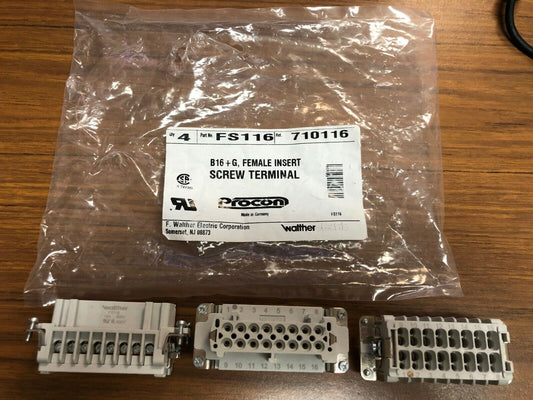 Qty 4 Part No. FS116 Ref. 710116
B16 + G, FEMALE INSERT
SCREW TERMINAL
Procon
Made in Germany
FS116
F. Walther Electric Corporation
Somerset, NJ 08873
walther
walther
1 2 3 4 5 6 7 8
9 10 11 12 13 14 15 16